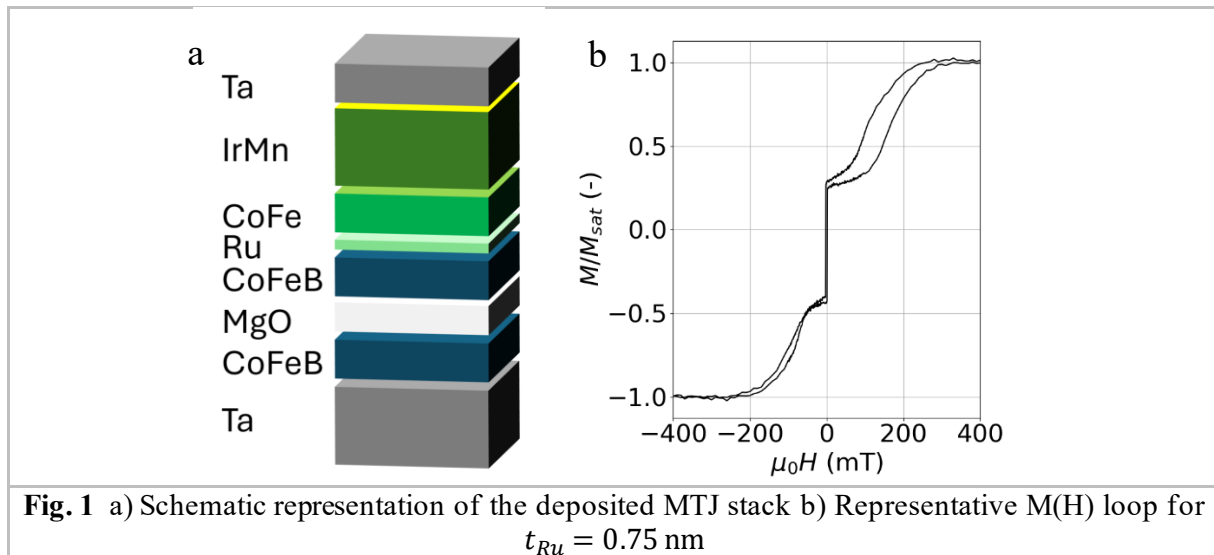 a
Ta
IrMn
CoFe
Ru
CoFeB
MgO
CoFeB
Ta
b
1.0
0.5
0.0
−0.5
−1.0
M/M_sat (-)
−400 −200 0 200 400
μ₀H (mT)
Fig. 1 a) Schematic representation of the deposited MTJ stack b) Representative M(H) loop for
t_Ru = 0.75 nm